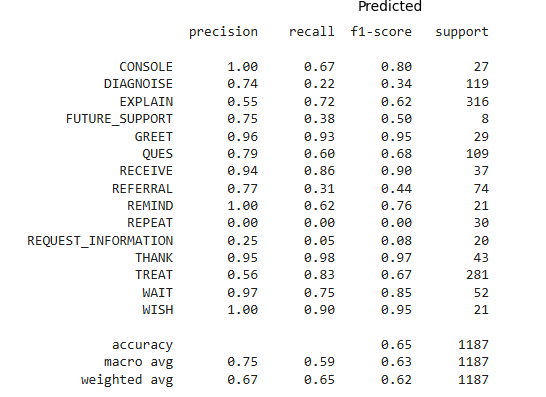 Predicted
precision recall f1-score support
CONSOLE 1.00 0.67 0.80 27
DIAGNOISE 0.74 0.22 0.34 119
EXPLAIN 0.55 0.72 0.62 316
FUTURE_SUPPORT 0.75 0.38 0.50 8
GREET 0.96 0.93 0.95 29
QUES 0.79 0.60 0.68 109
RECEIVE 0.94 0.86 0.90 37
REFERRAL 0.77 0.31 0.44 74
REMIND 1.00 0.62 0.76 21
REPEAT 0.00 0.00 0.00 30
REQUEST_INFORMATION 0.25 0.05 0.08 20
THANK 0.95 0.98 0.97 43
TREAT 0.56 0.83 0.67 281
WAIT 0.97 0.75 0.85 52
WISH 1.00 0.90 0.95 21
accuracy 0.65 1187
macro avg 0.75 0.59 0.63 1187
weighted avg 0.67 0.65 0.62 1187